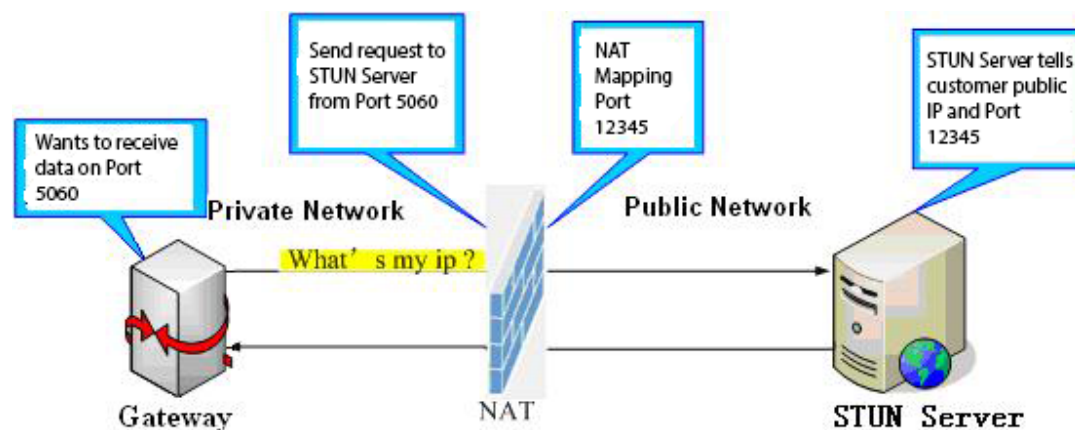 Send request to
STUN Server
from Port 5060
NAT
Mapping
Port
12345
STUN Server tells
customer public
IP and Port
12345
Wants to receive
data on Port
5060
Private Network
Public Network
What's my ip ?
Gateway
NAT
STUN Server